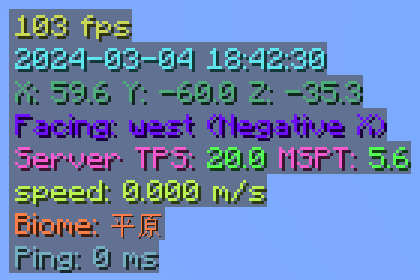 103 fps
2024-03-04 18:42:30
X: 59.6 Y: -60.0 Z: -35.3
Facing: west (Negative X)
Server TPS: 20.0 MSPT: 5.6
speed: 0.000 m/s
Biome: 平原
Ping: 0 ms